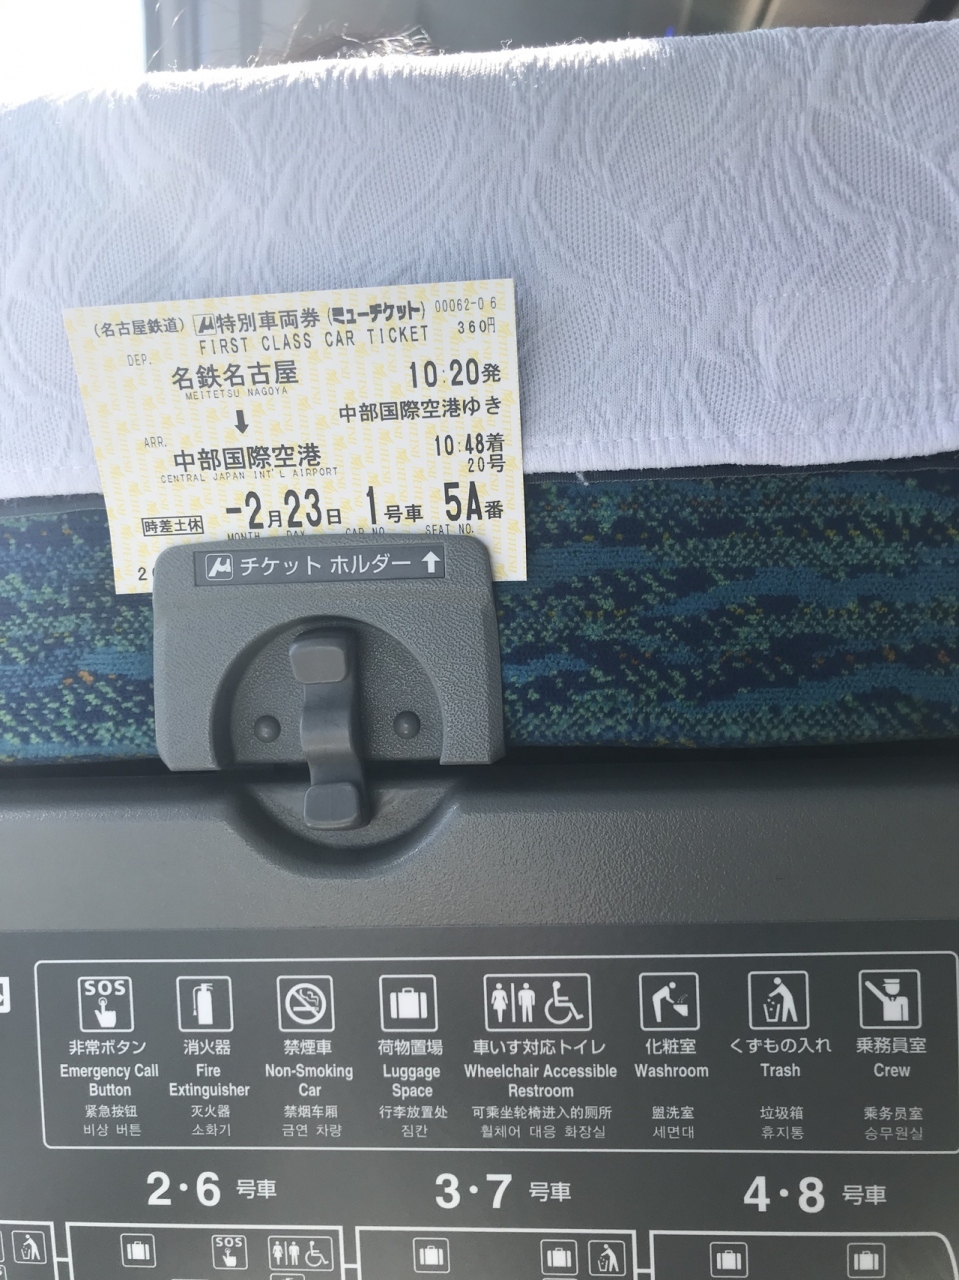 (名古屋鉄道) μ特別車両券(ミューチケット) 00062-06
FIRST CLASS CAR TICKET 360円
DEP.
名鉄名古屋 10:20発
MEITETSU NAGOYA
↓ 中部国際空港ゆき
ARR.
中部国際空港 10:48着
CENTRAL JAPAN INT'L AIRPORT 20号
時差土休 -2月23日 1号車 5A番
MONTH DAY CAR NO. SEAT NO.
2
μ チケット ホルダー ↑
SOS
非常ボタン 消火器 禁煙車 荷物置場 車いす対応トイレ 化粧室 くずもの入れ 乗務員室
Emergency Call Fire Non-Smoking Luggage Wheelchair Accessible Washroom Trash Crew
Button Extinguisher Car Space Restroom
紧急按钮 灭火器 禁烟车厢 行李放置处 可乘坐轮椅进入的厕所 盥洗室 垃圾箱 乘务员室
비상 버튼 소화기 금연 차량 짐칸 휠체어 대응 화장실 세면대 휴지통 승무원실
2・6 号車 3・7 号車 4・8 号車
SOS